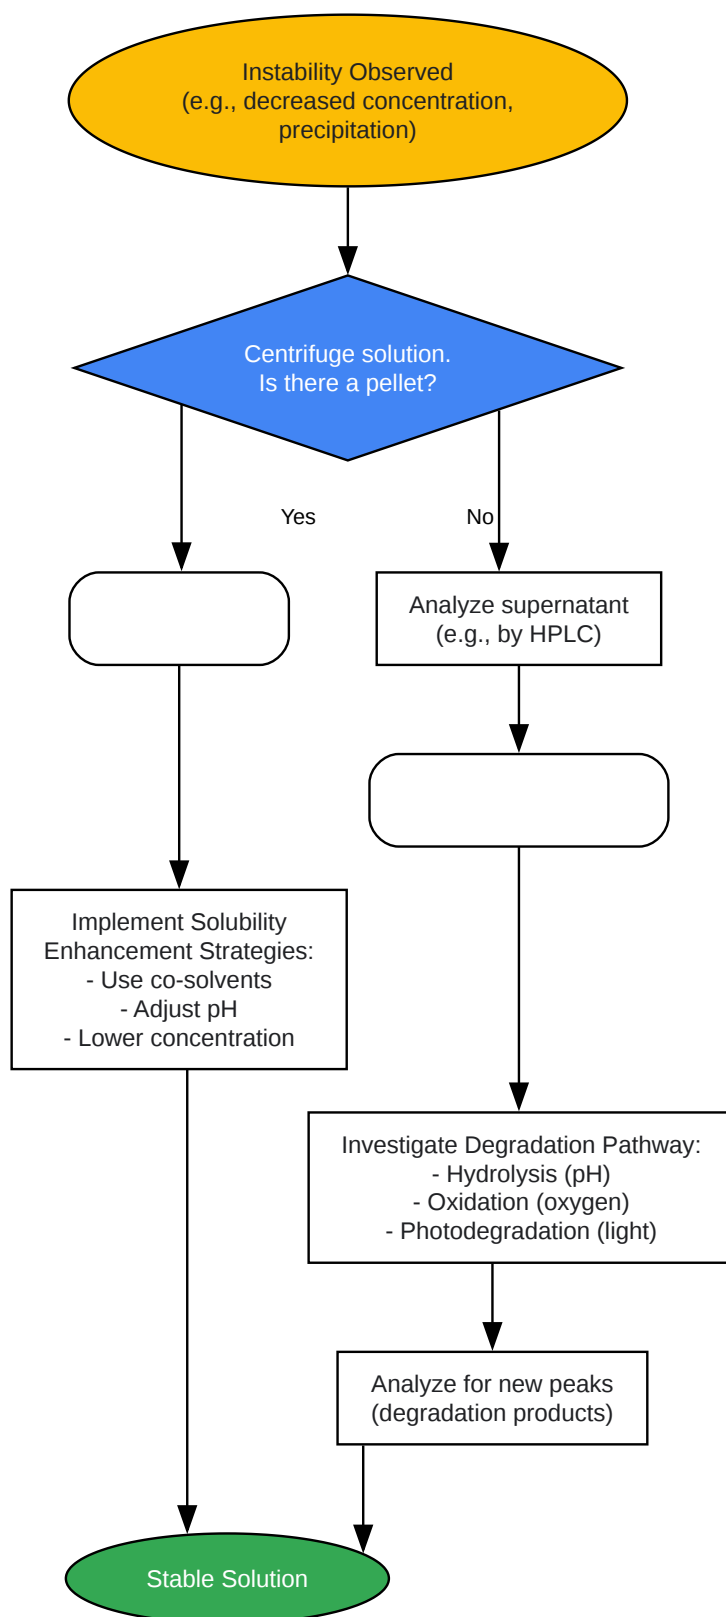 Instability Observed
(e.g., decreased concentration,
precipitation)
Centrifuge solution.
Is there a pellet?
Yes
No
Analyze supernatant
(e.g., by HPLC)
Implement Solubility
Enhancement Strategies:
- Use co-solvents
- Adjust pH
- Lower concentration
Investigate Degradation Pathway:
- Hydrolysis (pH)
- Oxidation (oxygen)
- Photodegradation (light)
Analyze for new peaks
(degradation products)
Stable Solution